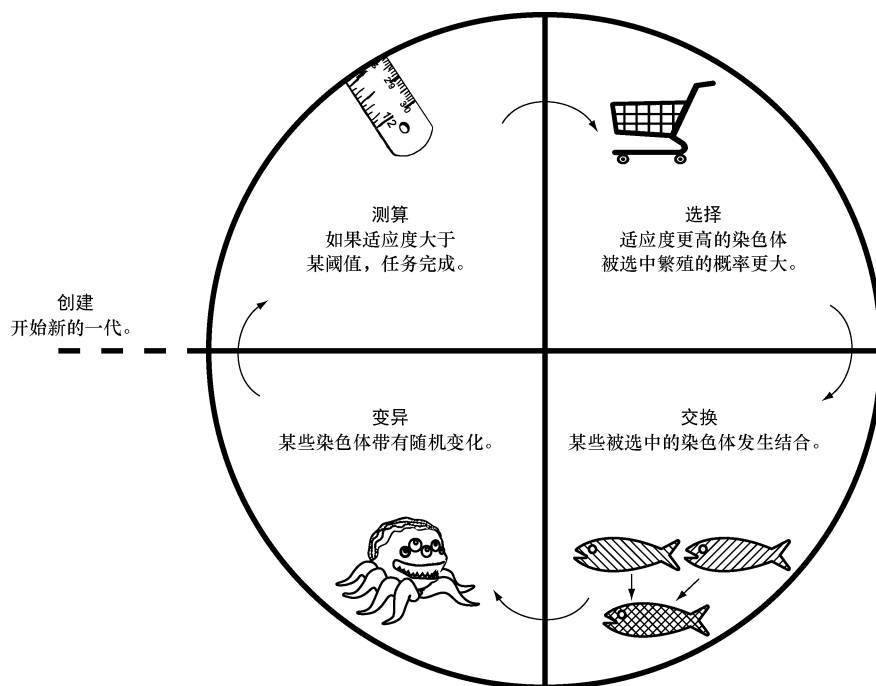 测算
如果适应度大于
某阈值，任务完成。
选择
适应度更高的染色体
被选中繁殖的概率更大。
创建
开始新的一代。
变异
某些染色体带有随机变化。
交换
某些被选中的染色体发生结合。
29
30
12